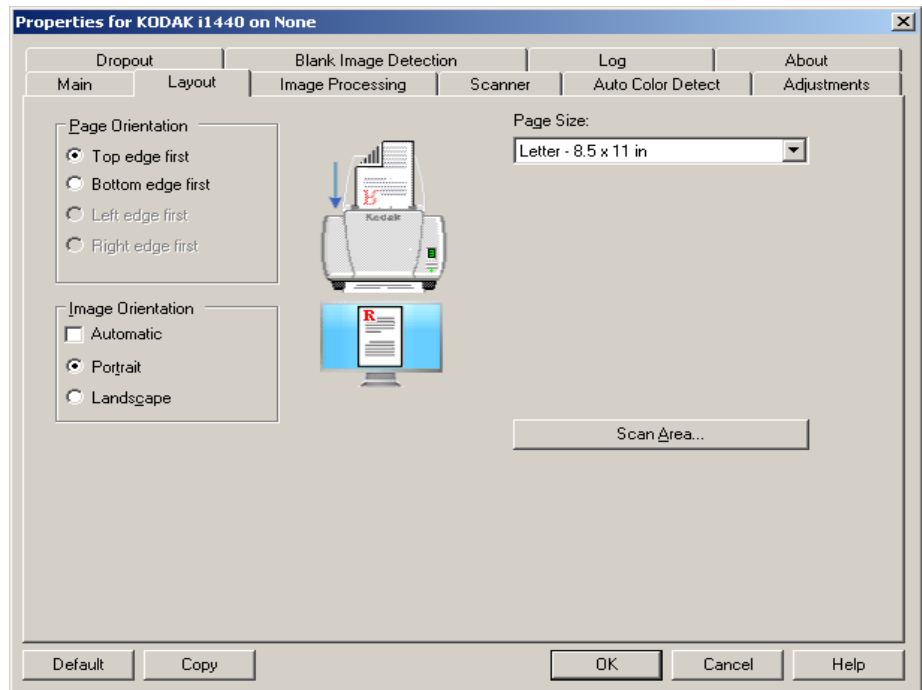 Properties for KODAK i1440 on None
Dropout Blank Image Detection Log About
Main Layout Image Processing Scanner Auto Color Detect Adjustments
Page Orientation
Top edge first
Bottom edge first
Left edge first
Right edge first
Image Orientation
Automatic
Portrait
Landscape
Kodak
R
R
Page Size:
Letter - 8.5 x 11 in
Scan Area...
Default Copy OK Cancel Help